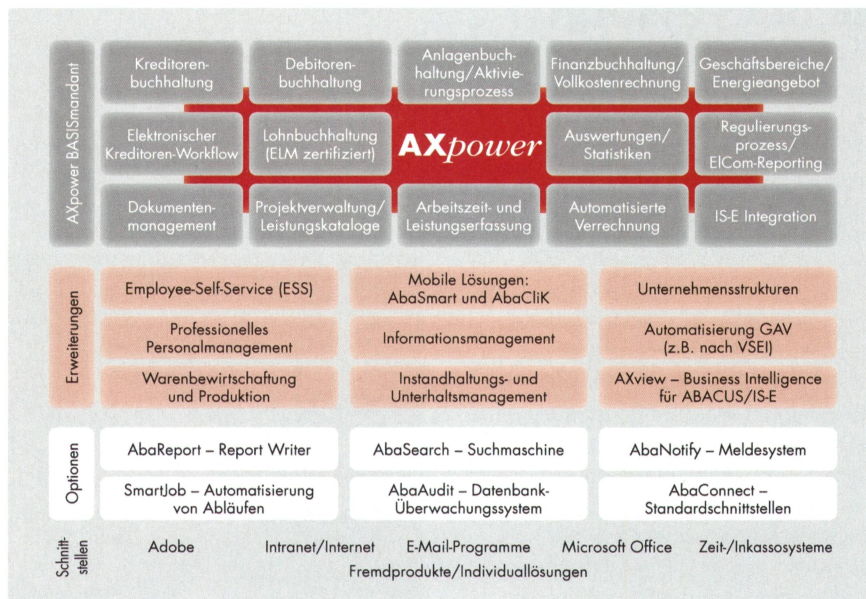 AXpower BASISmandant
Kreditoren-
buchhaltung
Debitoren-
buchhaltung
Anlagenbuch-
haltung/Aktivie-
rungsprozess
Finanzbuchhaltung/
Vollkostenrechnung
Geschäftsbereiche/
Energieangebot
Elektronischer
Kreditoren-Workflow
Lohnbuchhaltung
(ELM zertifiziert)
AXpower
Auswertungen/
Statistiken
Regulierungs-
prozess/
ElCom-Reporting
Dokumenten-
management
Projektverwaltung/
Leistungskataloge
Arbeitszeit- und
Leistungserfassung
Automatisierte
Verrechnung
IS-E Integration
Erweiterungen
Employee-Self-Service (ESS)
Mobile Lösungen:
AbaSmart und AbaCliK
Unternehmensstrukturen
Professionelles
Personalmanagement
Informationsmanagement
Automatisierung GAV
(z.B. nach VSEI)
Warenbewirtschaftung
und Produktion
Instandhaltungs- und
Unterhaltsmanagement
AXview – Business Intelligence
für ABACUS/IS-E
Optionen
AbaReport – Report Writer
AbaSearch – Suchmaschine
AbaNotify – Meldesystem
SmartJob – Automatisierung
von Abläufen
AbaAudit – Datenbank-
Überwachungssystem
AbaConnect –
Standardschnittstellen
Schnitt-
stellen
Adobe
Intranet/Internet
E-Mail-Programme
Microsoft Office
Zeit-/Inkassosysteme
Fremdprodukte/Individuallösungen